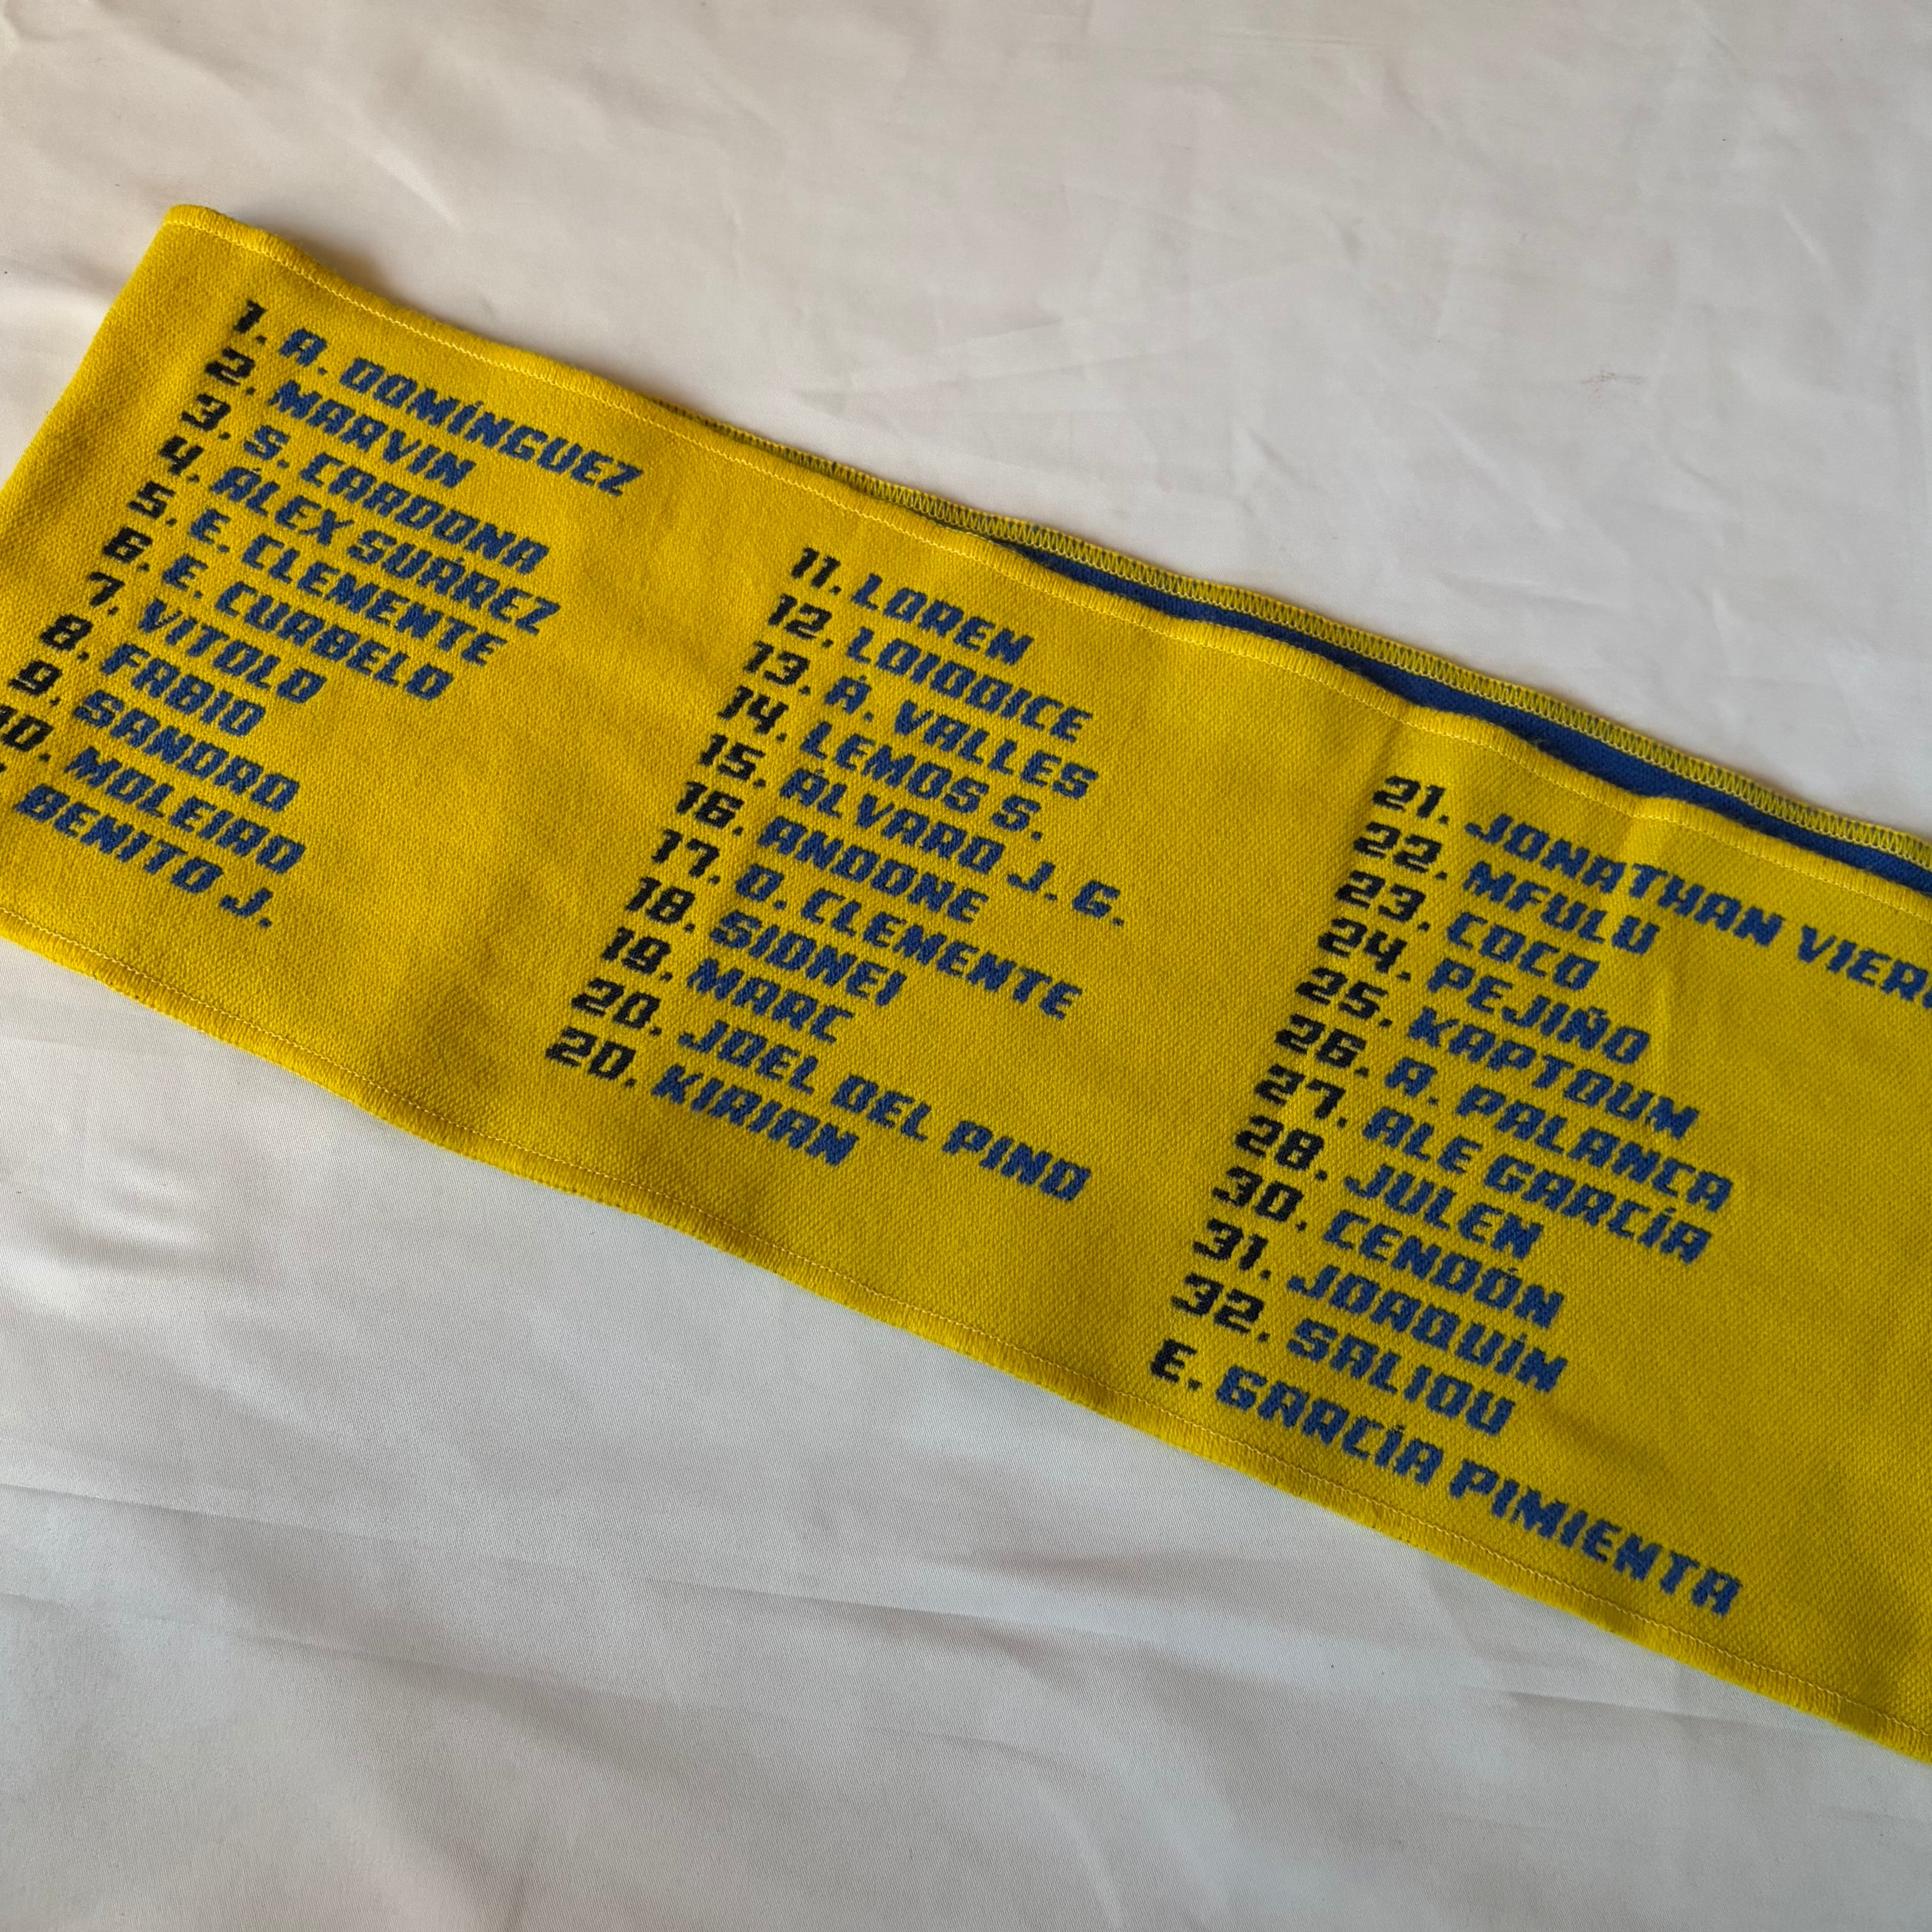 1. A. DOMÍNGUEZ
2. MARVIN
3. S. CARDONA
4. ÁLEX SUÁREZ
5. E. CLEMENTE
6. E. CURBELO
7. VITOLO
8. FABIO
9. SANDRO
10. MOLEIRO
BENITO J.
11. LOREN
12. LOIODICE
13. Á. VALLES
14. LEMOS S.
15. ÁLVARO J. G.
16. ANDONE
17. O. CLEMENTE
18. SIDNEI
19. MARC
20. JOEL DEL PINO
20. KIRIAN
21. JONATHAN
22. MFULU
23. COCO
24. PEJIÑO
25. KAPTOUM
26. A. PALANCA
27. ALE GARCÍA
28. JULEN
30. CENDÓN
31. JOAQUÍN
32. SALIOU
E. GARCÍA PIMIENTA